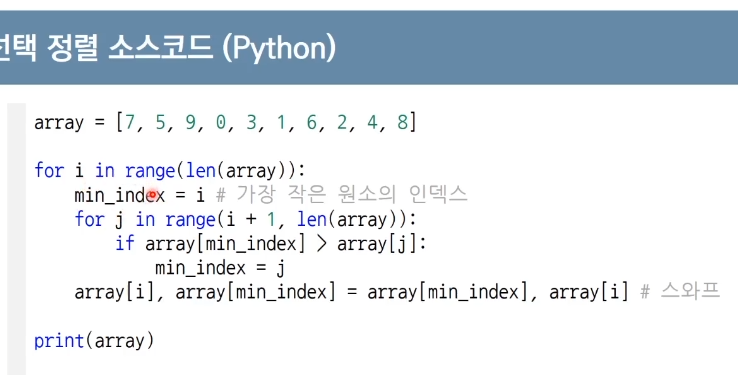 정렬 소스코드 (Python)
array = [7, 5, 9, 0, 3, 1, 6, 2, 4, 8]
for i in range(len(array)):
    min_index = i # 가장 작은 원소의 인덱스
    for j in range(i + 1, len(array)):
        if array[min_index] > array[j]:
            min_index = j
    array[i], array[min_index] = array[min_index], array[i] # 스와프
print(array)